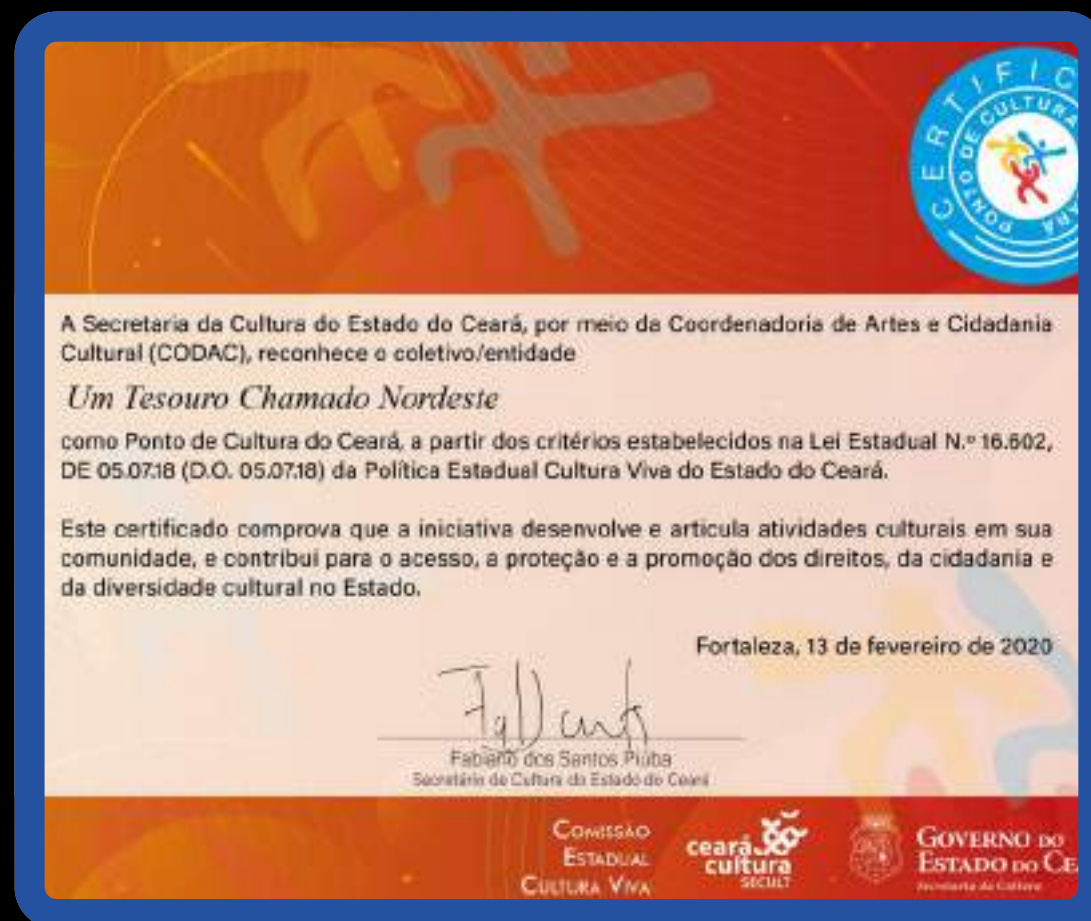 CERTIFIC
PONTO DE CULTURA
CEARÁ
A Secretaria da Cultura do Estado do Ceará, por meio da Coordenadoria de Artes e Cidadania
Cultural (CODAC), reconhece o coletivo/entidade
Um Tesouro Chamado Nordeste
como Ponto de Cultura do Ceará, a partir dos critérios estabelecidos na Lei Estadual N.º 16.602,
DE 05.07.18 (D.O. 05.07.18) da Política Estadual Cultura Viva do Estado do Ceará.
Este certificado comprova que a iniciativa desenvolve e articula atividades culturais em sua
comunidade, e contribui para o acesso, a proteção e a promoção dos direitos, da cidadania e
da diversidade cultural no Estado.
Fortaleza, 13 de fevereiro de 2020
Fabiano dos Santos Piúba
Secretário de Cultura do Estado do Ceará
COMISSÃO
ESTADUAL
CULTURA VIVA
ceará
cultura
SECULT
GOVERNO DO
ESTADO DO CE
Secretaria da Cultura